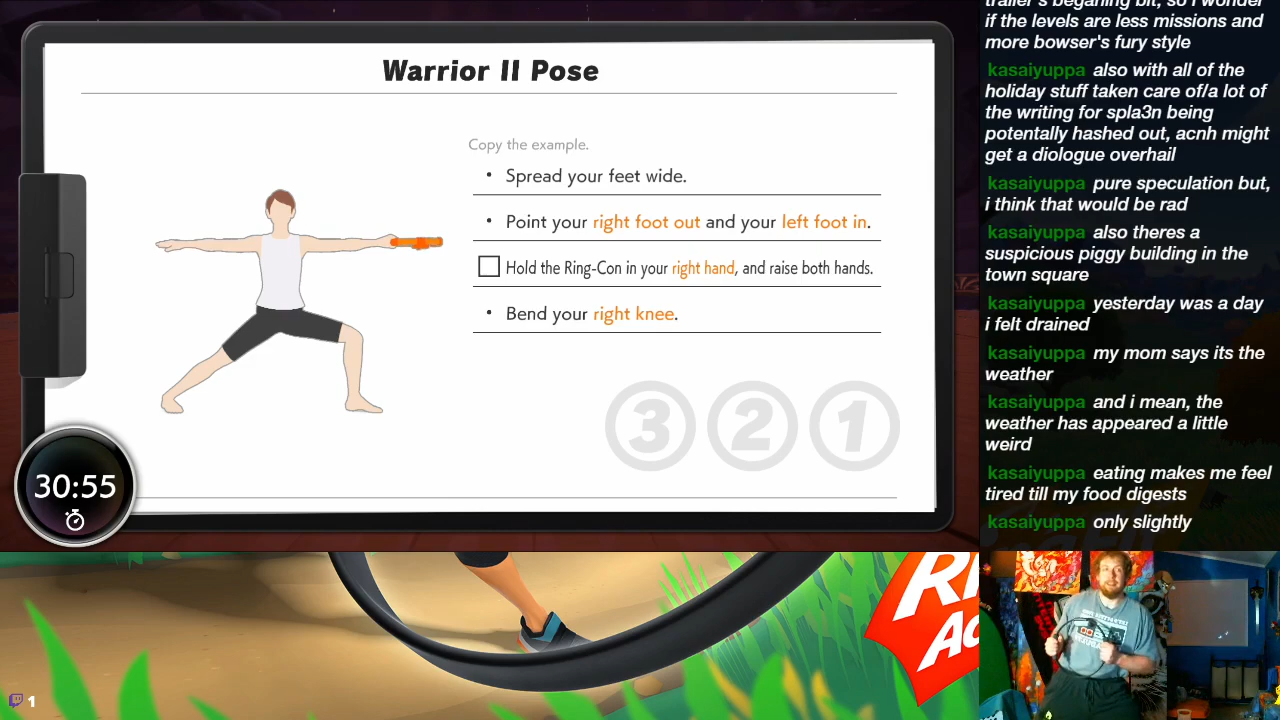 Warrior II Pose
Copy the example.
• Spread your feet wide.
• Point your right foot out and your left foot in.
Hold the Ring-Con in your right hand, and raise both hands.
• Bend your right knee.
3 2 1
30:55
1
if the levels are less missions and
more bowser's fury style
kasaiyuppa also with all of the
holiday stuff taken care of/a lot of
the writing for spla3n being
potentally hashed out, acnh might
get a diologue overhail
kasaiyuppa pure speculation but,
i think that would be rad
kasaiyuppa also theres a
suspicious piggy building in the
town square
kasaiyuppa yesterday was a day
i felt drained
kasaiyuppa my mom says its the
weather
kasaiyuppa and i mean, the
weather has appeared a little
weird
kasaiyuppa eating makes me feel
tired till my food digests
kasaiyuppa only slightly